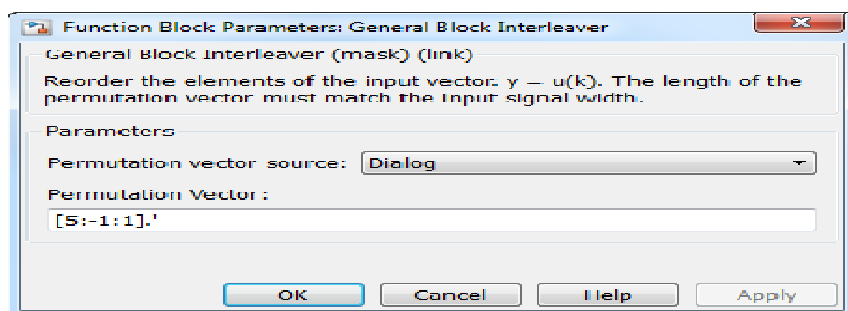 Function Block Parameters: General Block Interleaver
General Block Interleaver (mask) (link)
Reorder the elements of the input vector. y = u(k). The length of the
permutation vector must match the input signal width.
Parameters
Permutation vector source: Dialog
Permutation Vector:
[5:-1:1].'
OK Cancel Help Apply